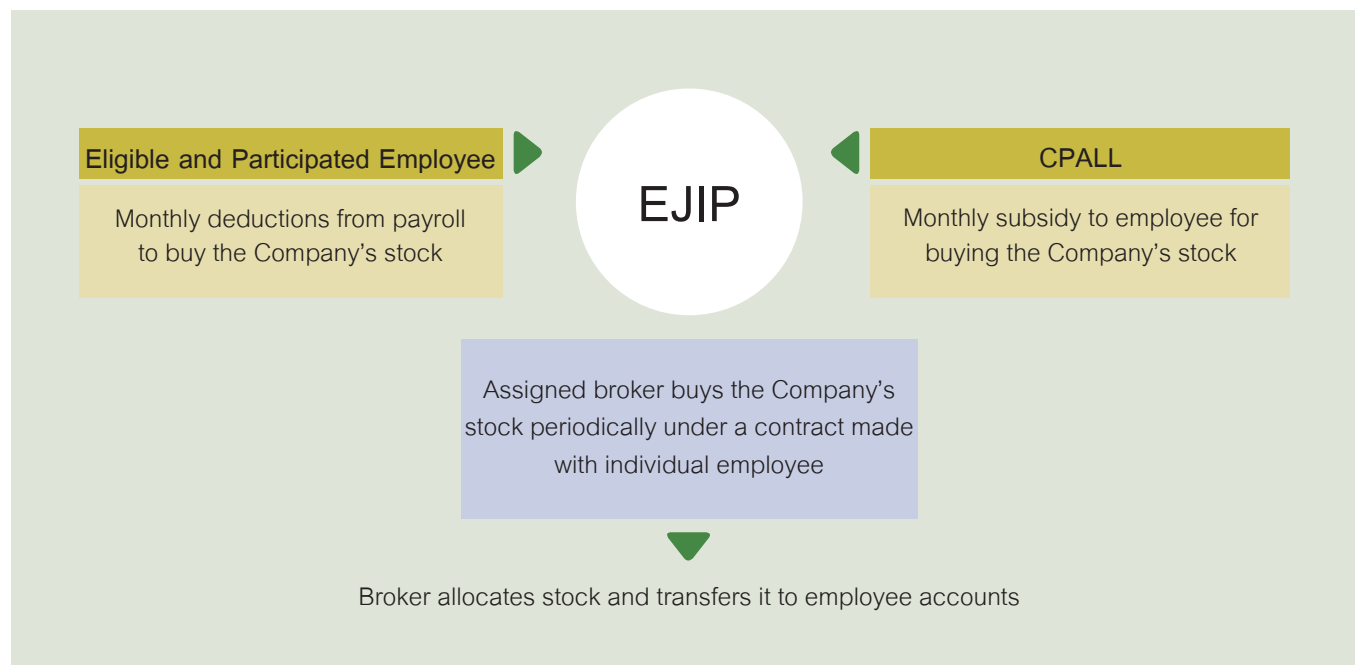 Eligible and Participated Employee
Monthly deductions from payroll
to buy the Company's stock
EJIP
CPALL
Monthly subsidy to employee for
buying the Company's stock
Assigned broker buys the Company's
stock periodically under a contract made
with individual employee
Broker allocates stock and transfers it to employee accounts